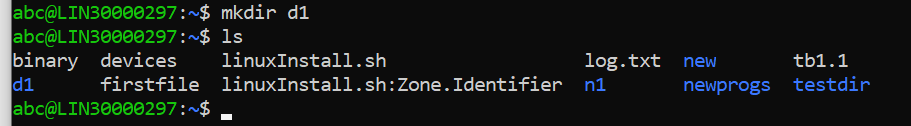 abc@LIN30000297:~$ mkdir d1
abc@LIN30000297:~$ ls
binary  devices    linuxInstall.sh                  log.txt  new       tb1.1
d1      firstfile  linuxInstall.sh:Zone.Identifier  n1       newprogs  testdir
abc@LIN30000297:~$